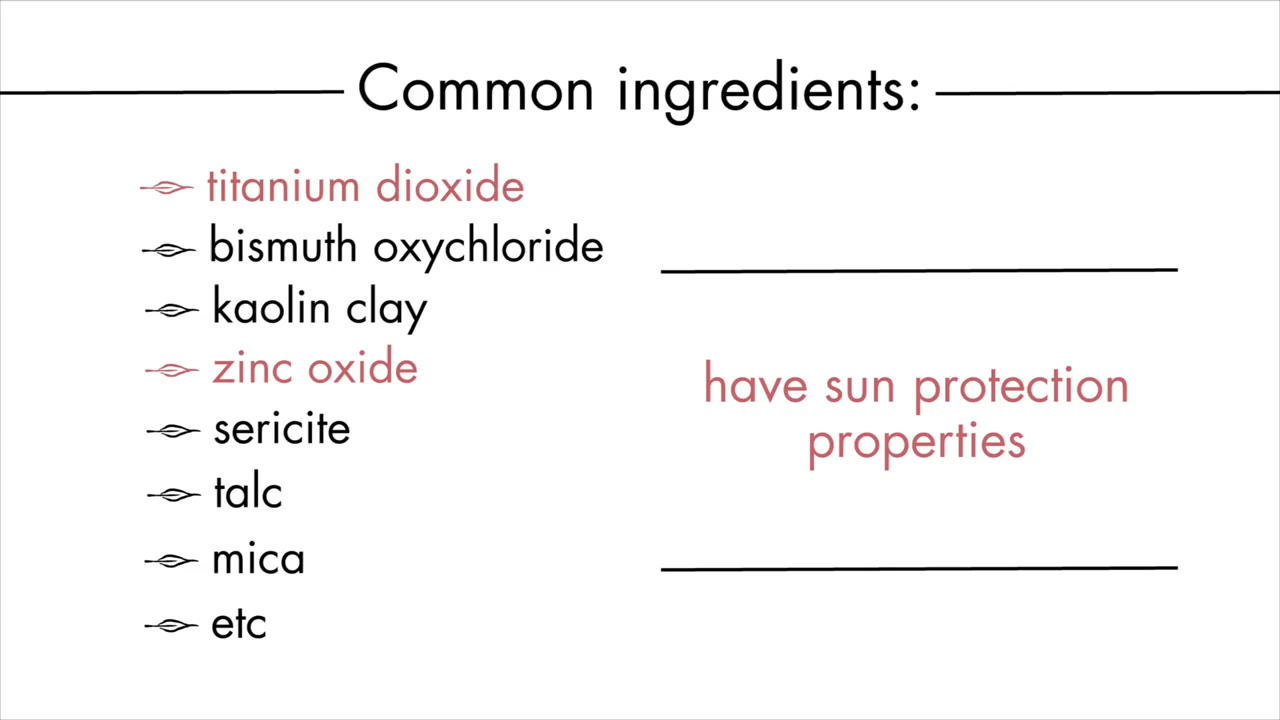 Common ingredients:
titanium dioxide
bismuth oxychloride
kaolin clay
zinc oxide
sericite
talc
mica
etc
have sun protection
properties